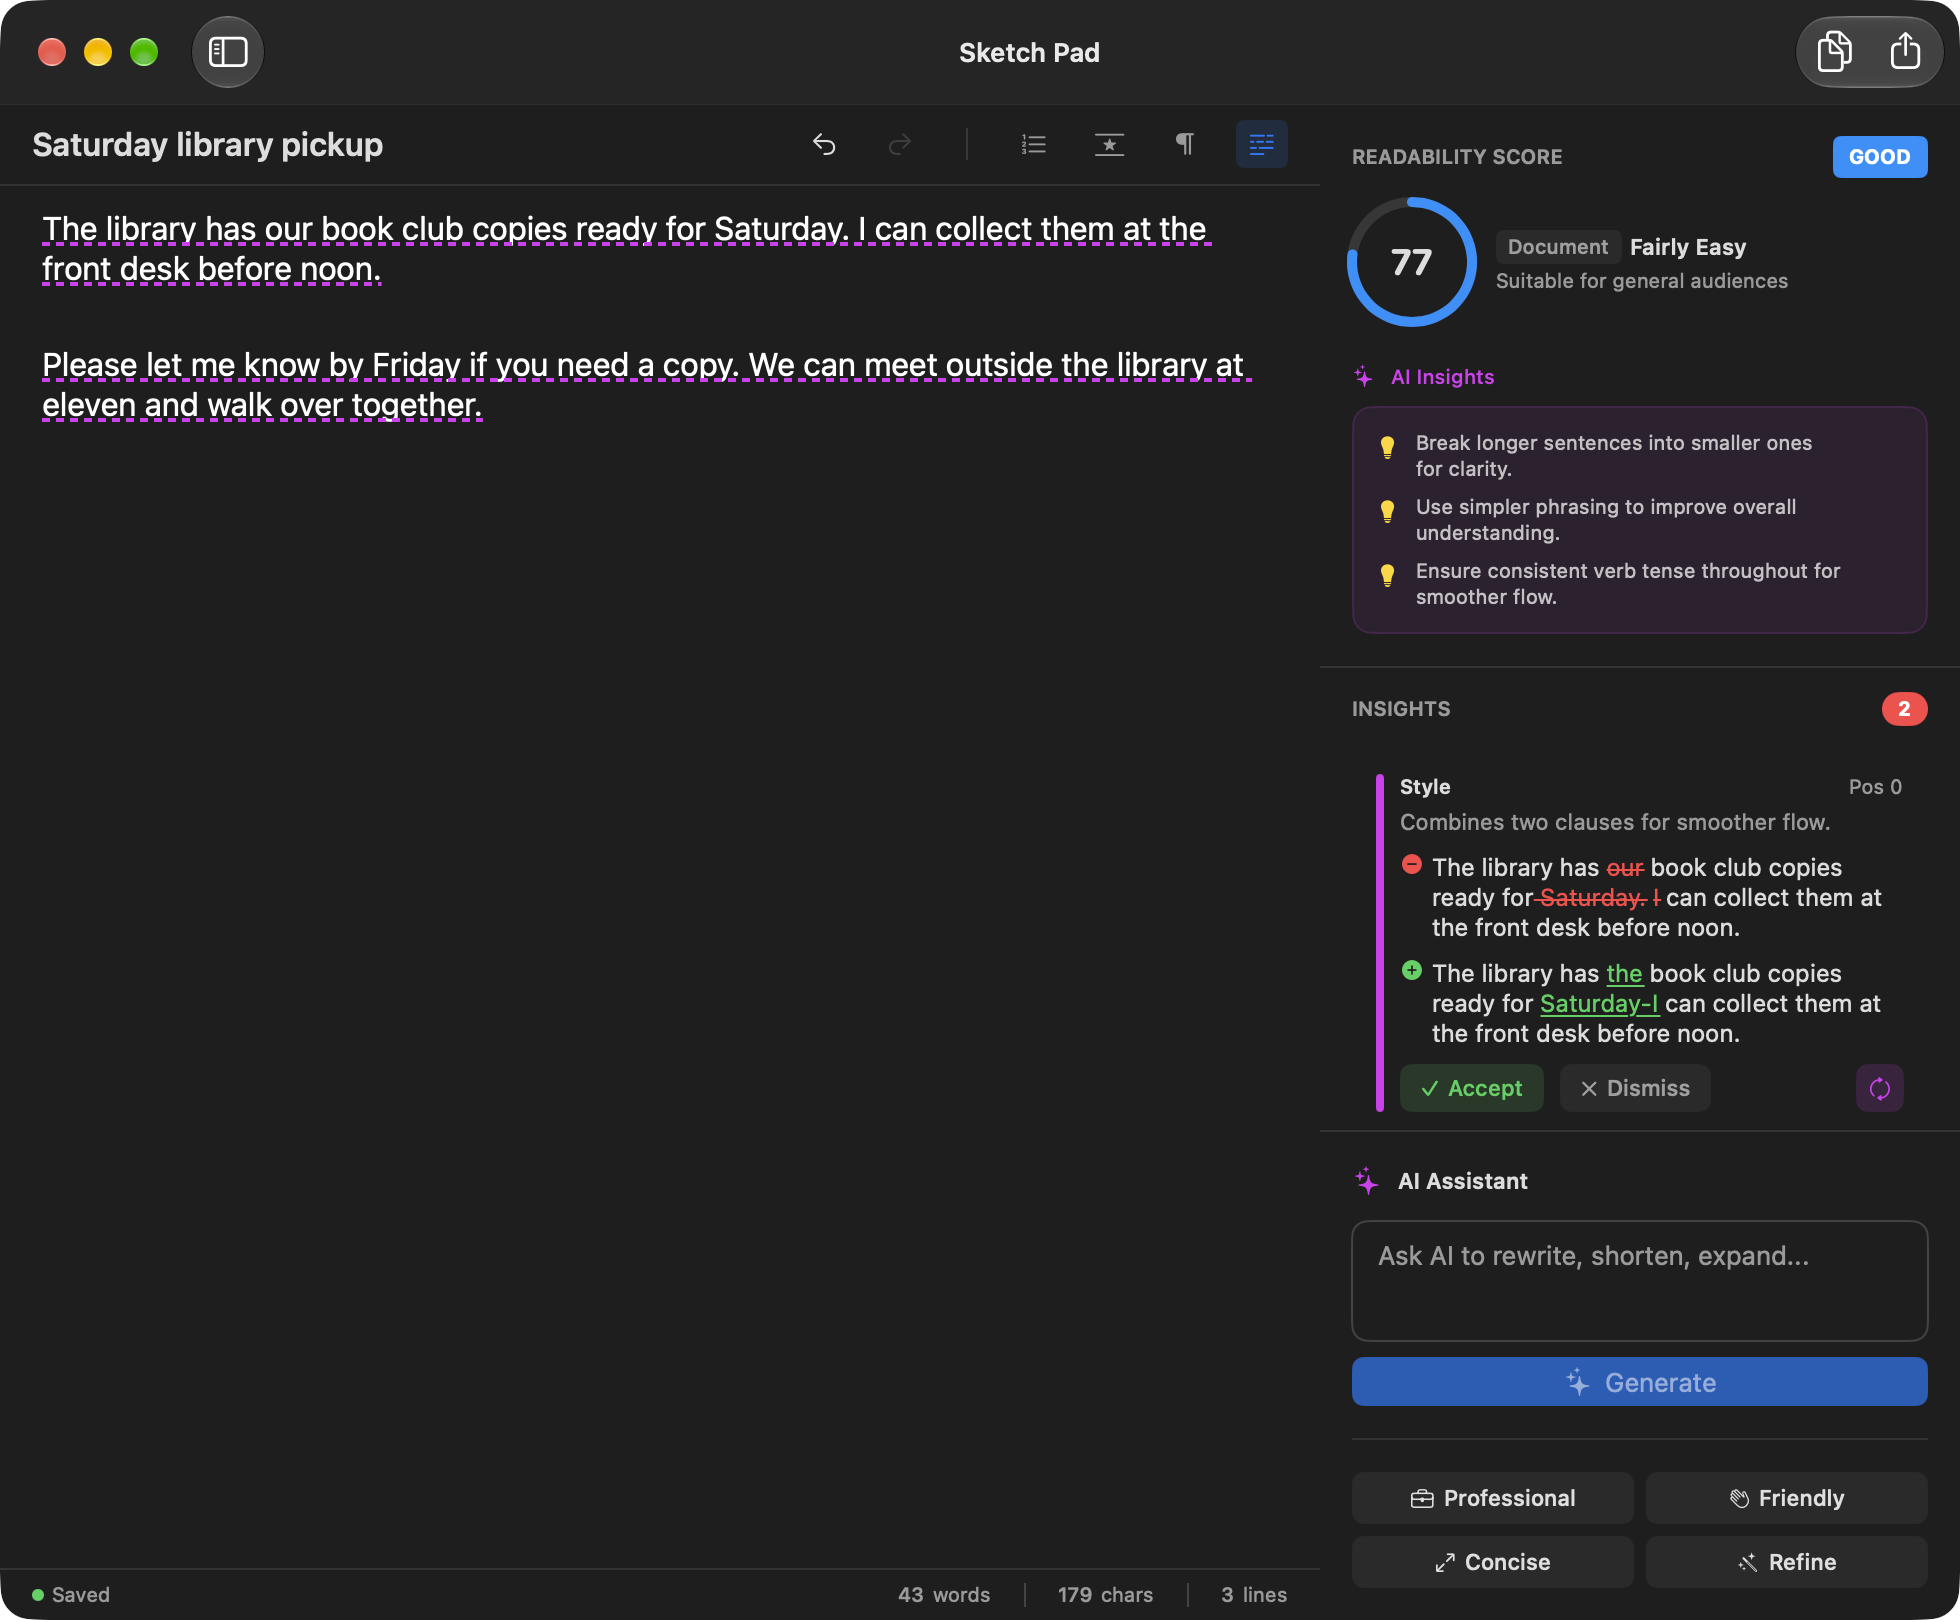 Sketch Pad
Saturday library pickup
The library has our book club copies ready for Saturday. I can collect them at the
front desk before noon.
Please let me know by Friday if you need a copy. We can meet outside the library at
eleven and walk over together.
Saved
43 words
179 chars
3 lines
READABILITY SCORE
GOOD
77
Document Fairly Easy
Suitable for general audiences
AI Insights
Break longer sentences into smaller ones
for clarity.
Use simpler phrasing to improve overall
understanding.
Ensure consistent verb tense throughout for
smoother flow.
INSIGHTS
2
Style
Pos 0
Combines two clauses for smoother flow.
The library has our book club copies
ready for Saturday. I can collect them at
the front desk before noon.
The library has the book club copies
ready for Saturday-I can collect them at
the front desk before noon.
Accept
Dismiss
AI Assistant
Ask AI to rewrite, shorten, expand...
Generate
Professional
Friendly
Concise
Refine